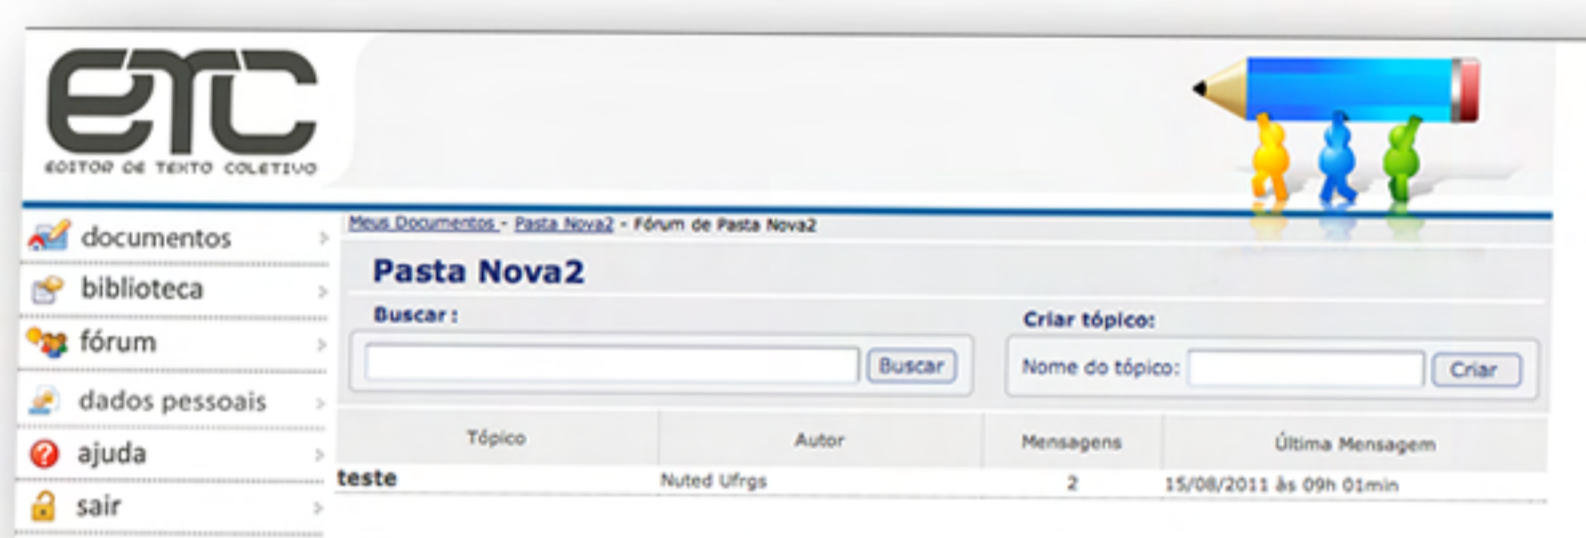 ETC
EDITOR DE TEXTO COLETIVO
documentos
biblioteca
fórum
dados pessoais
ajuda
sair
Meus Documentos - Pasta Nova2 - Fórum de Pasta Nova2
Pasta Nova2
Buscar :
Buscar
Criar tópico:
Nome do tópico:
Criar
Tópico Autor Mensagens Última Mensagem
teste Nuted Ufrgs 2 15/08/2011 às 09h 01min